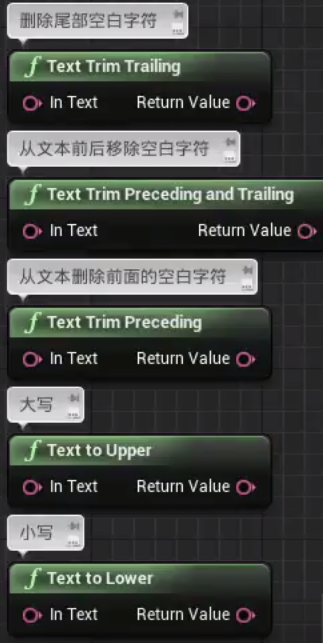 删除尾部空白字符
f Text Trim Trailing
In Text Return Value
从文本前后移除空白字符
f Text Trim Preceding and Trailing
In Text Return Value
从文本删除前面的空白字符
f Text Trim Preceding
In Text Return Value
大写
f Text to Upper
In Text Return Value
小写
f Text to Lower
In Text Return Value